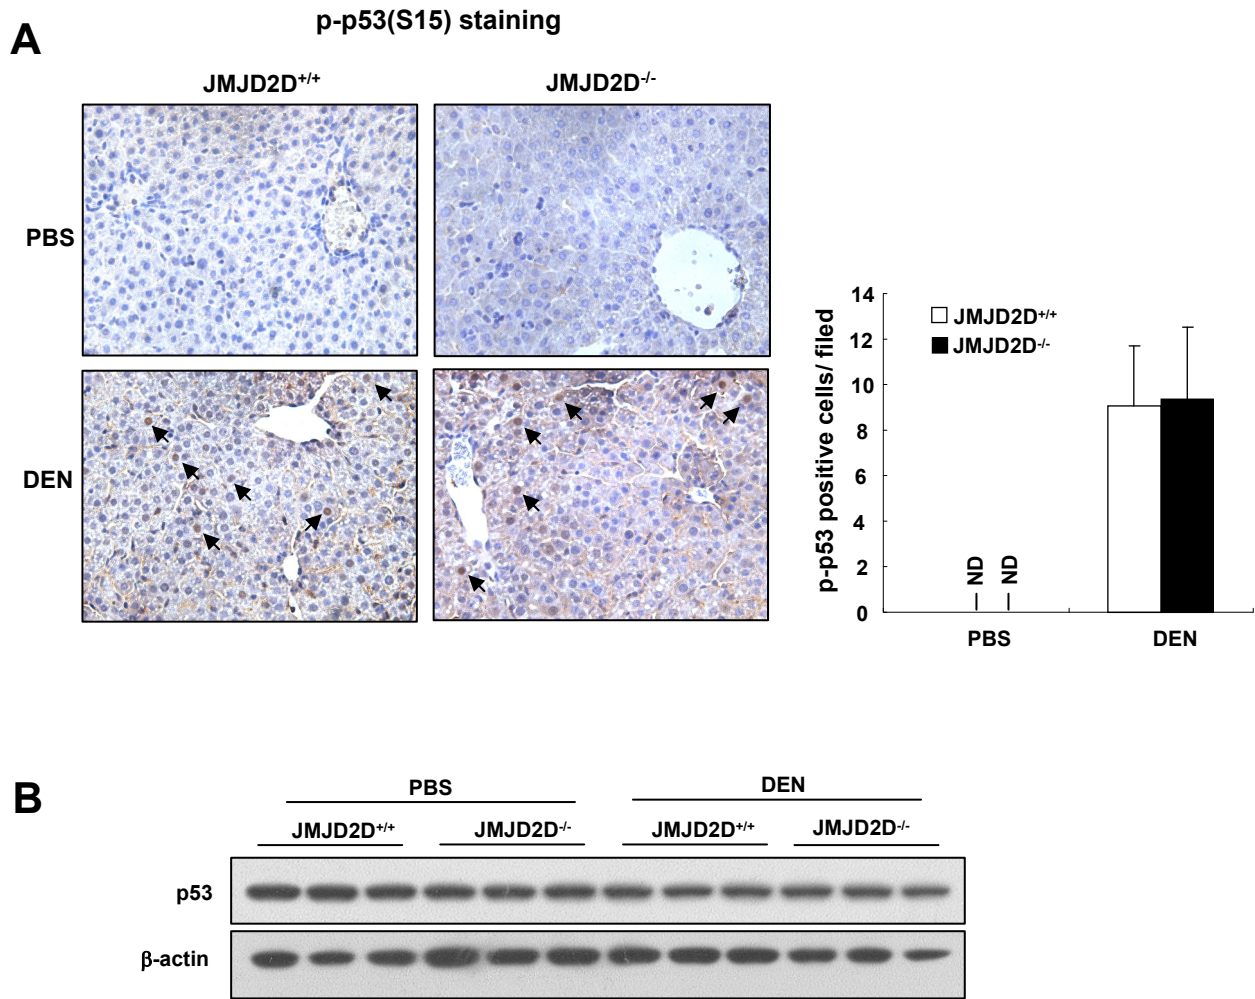 A
p-p53(S15) staining
JMJD2D+/+
JMJD2D-/-
PBS
DEN
p-p53 positive cells/ filed
14
12
10
8
6
4
2
0
JMJD2D+/+
JMJD2D-/-
ND
ND
PBS
DEN
B
PBS
DEN
JMJD2D+/+
JMJD2D-/-
JMJD2D+/+
JMJD2D-/-
p53
β-actin